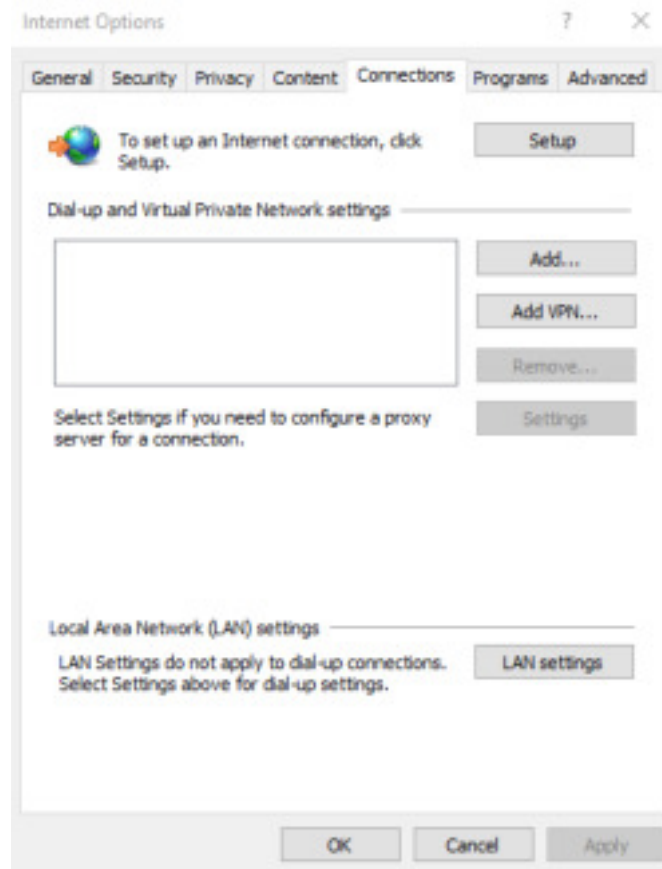 Internet Options ?
General Security Privacy Content Connections Programs Advanced
To set up an Internet connection, click
Setup.
Setup
Dial-up and Virtual Private Network settings
Add...
Add VPN...
Remove...
Select Settings if you need to configure a proxy
server for a connection.
Settings
Local Area Network (LAN) settings
LAN Settings do not apply to dial-up connections.
Select Settings above for dial-up settings.
LAN settings
OK Cancel Apply